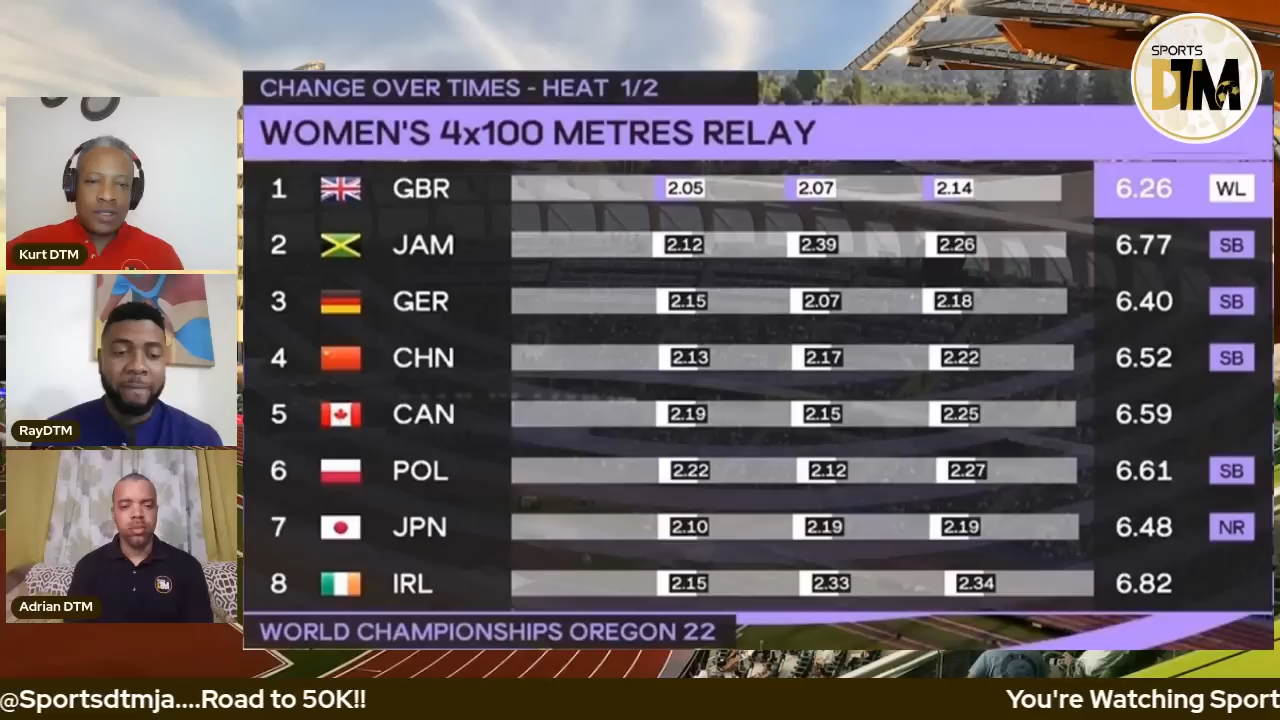 SPORTS
DTM
CHANGE OVER TIMES - HEAT 1/2
WOMEN'S 4x100 METRES RELAY
1 GBR 2.05 2.07 2.14 6.26 WL
2 JAM 2.12 2.39 2.26 6.77 SB
3 GER 2.15 2.07 2.18 6.40 SB
4 CHN 2.13 2.17 2.22 6.52 SB
5 CAN 2.19 2.15 2.25 6.59
6 POL 2.22 2.12 2.27 6.61 SB
7 JPN 2.10 2.19 2.19 6.48 NR
8 IRL 2.15 2.33 2.34 6.82
WORLD CHAMPIONSHIPS OREGON 22
Kurt DTM
RayDTM
Adrian DTM
@Sportsdtmja....Road to 50K!!
You're Watching Sport